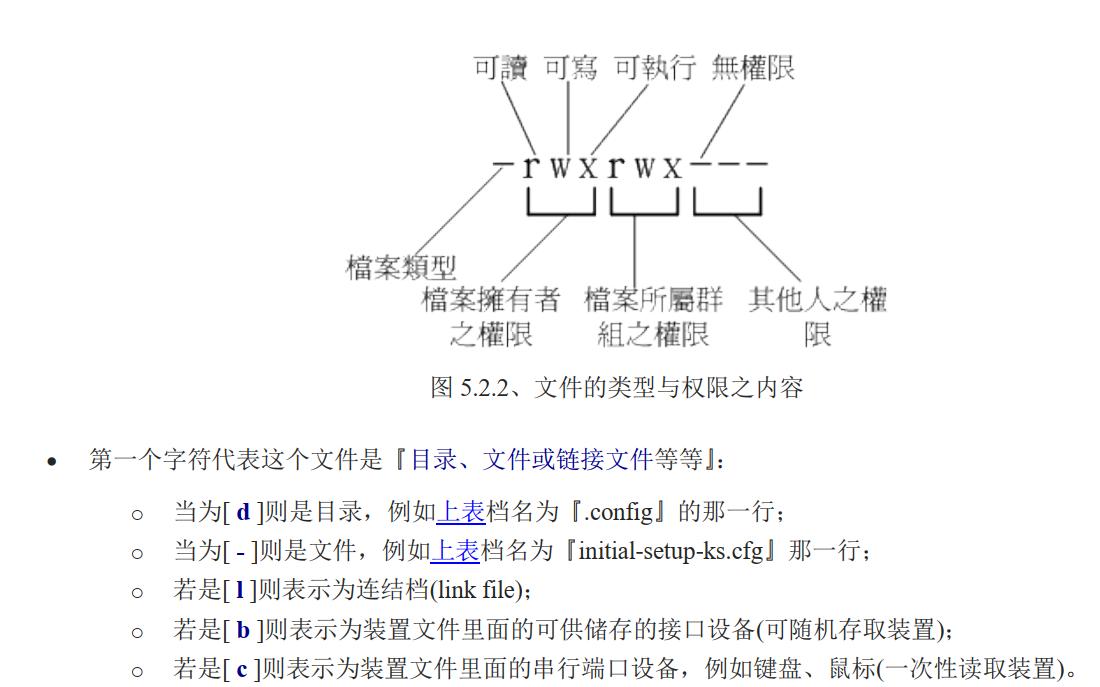 可讀 可寫 可執行 無權限
-rwxrwx---
檔案類型
檔案擁有者
之權限
檔案所屬群
組之權限
其他人之權
限
图 5.2.2、文件的类型与权限之内容
• 第一个字符代表这个文件是『目录、文件或链接文件等等』：
○ 当为[ d ]则是目录，例如上表档名为『.config』的那一行；
○ 当为[ - ]则是文件，例如上表档名为『initial-setup-ks.cfg』那一行；
○ 若是[ l ]则表示为连结档(link file)；
○ 若是[ b ]则表示为装置文件里面的可供储存的接口设备(可随机存取装置)；
○ 若是[ c ]则表示为装置文件里面的串行端口设备，例如键盘、鼠标(一次性读取装置)。